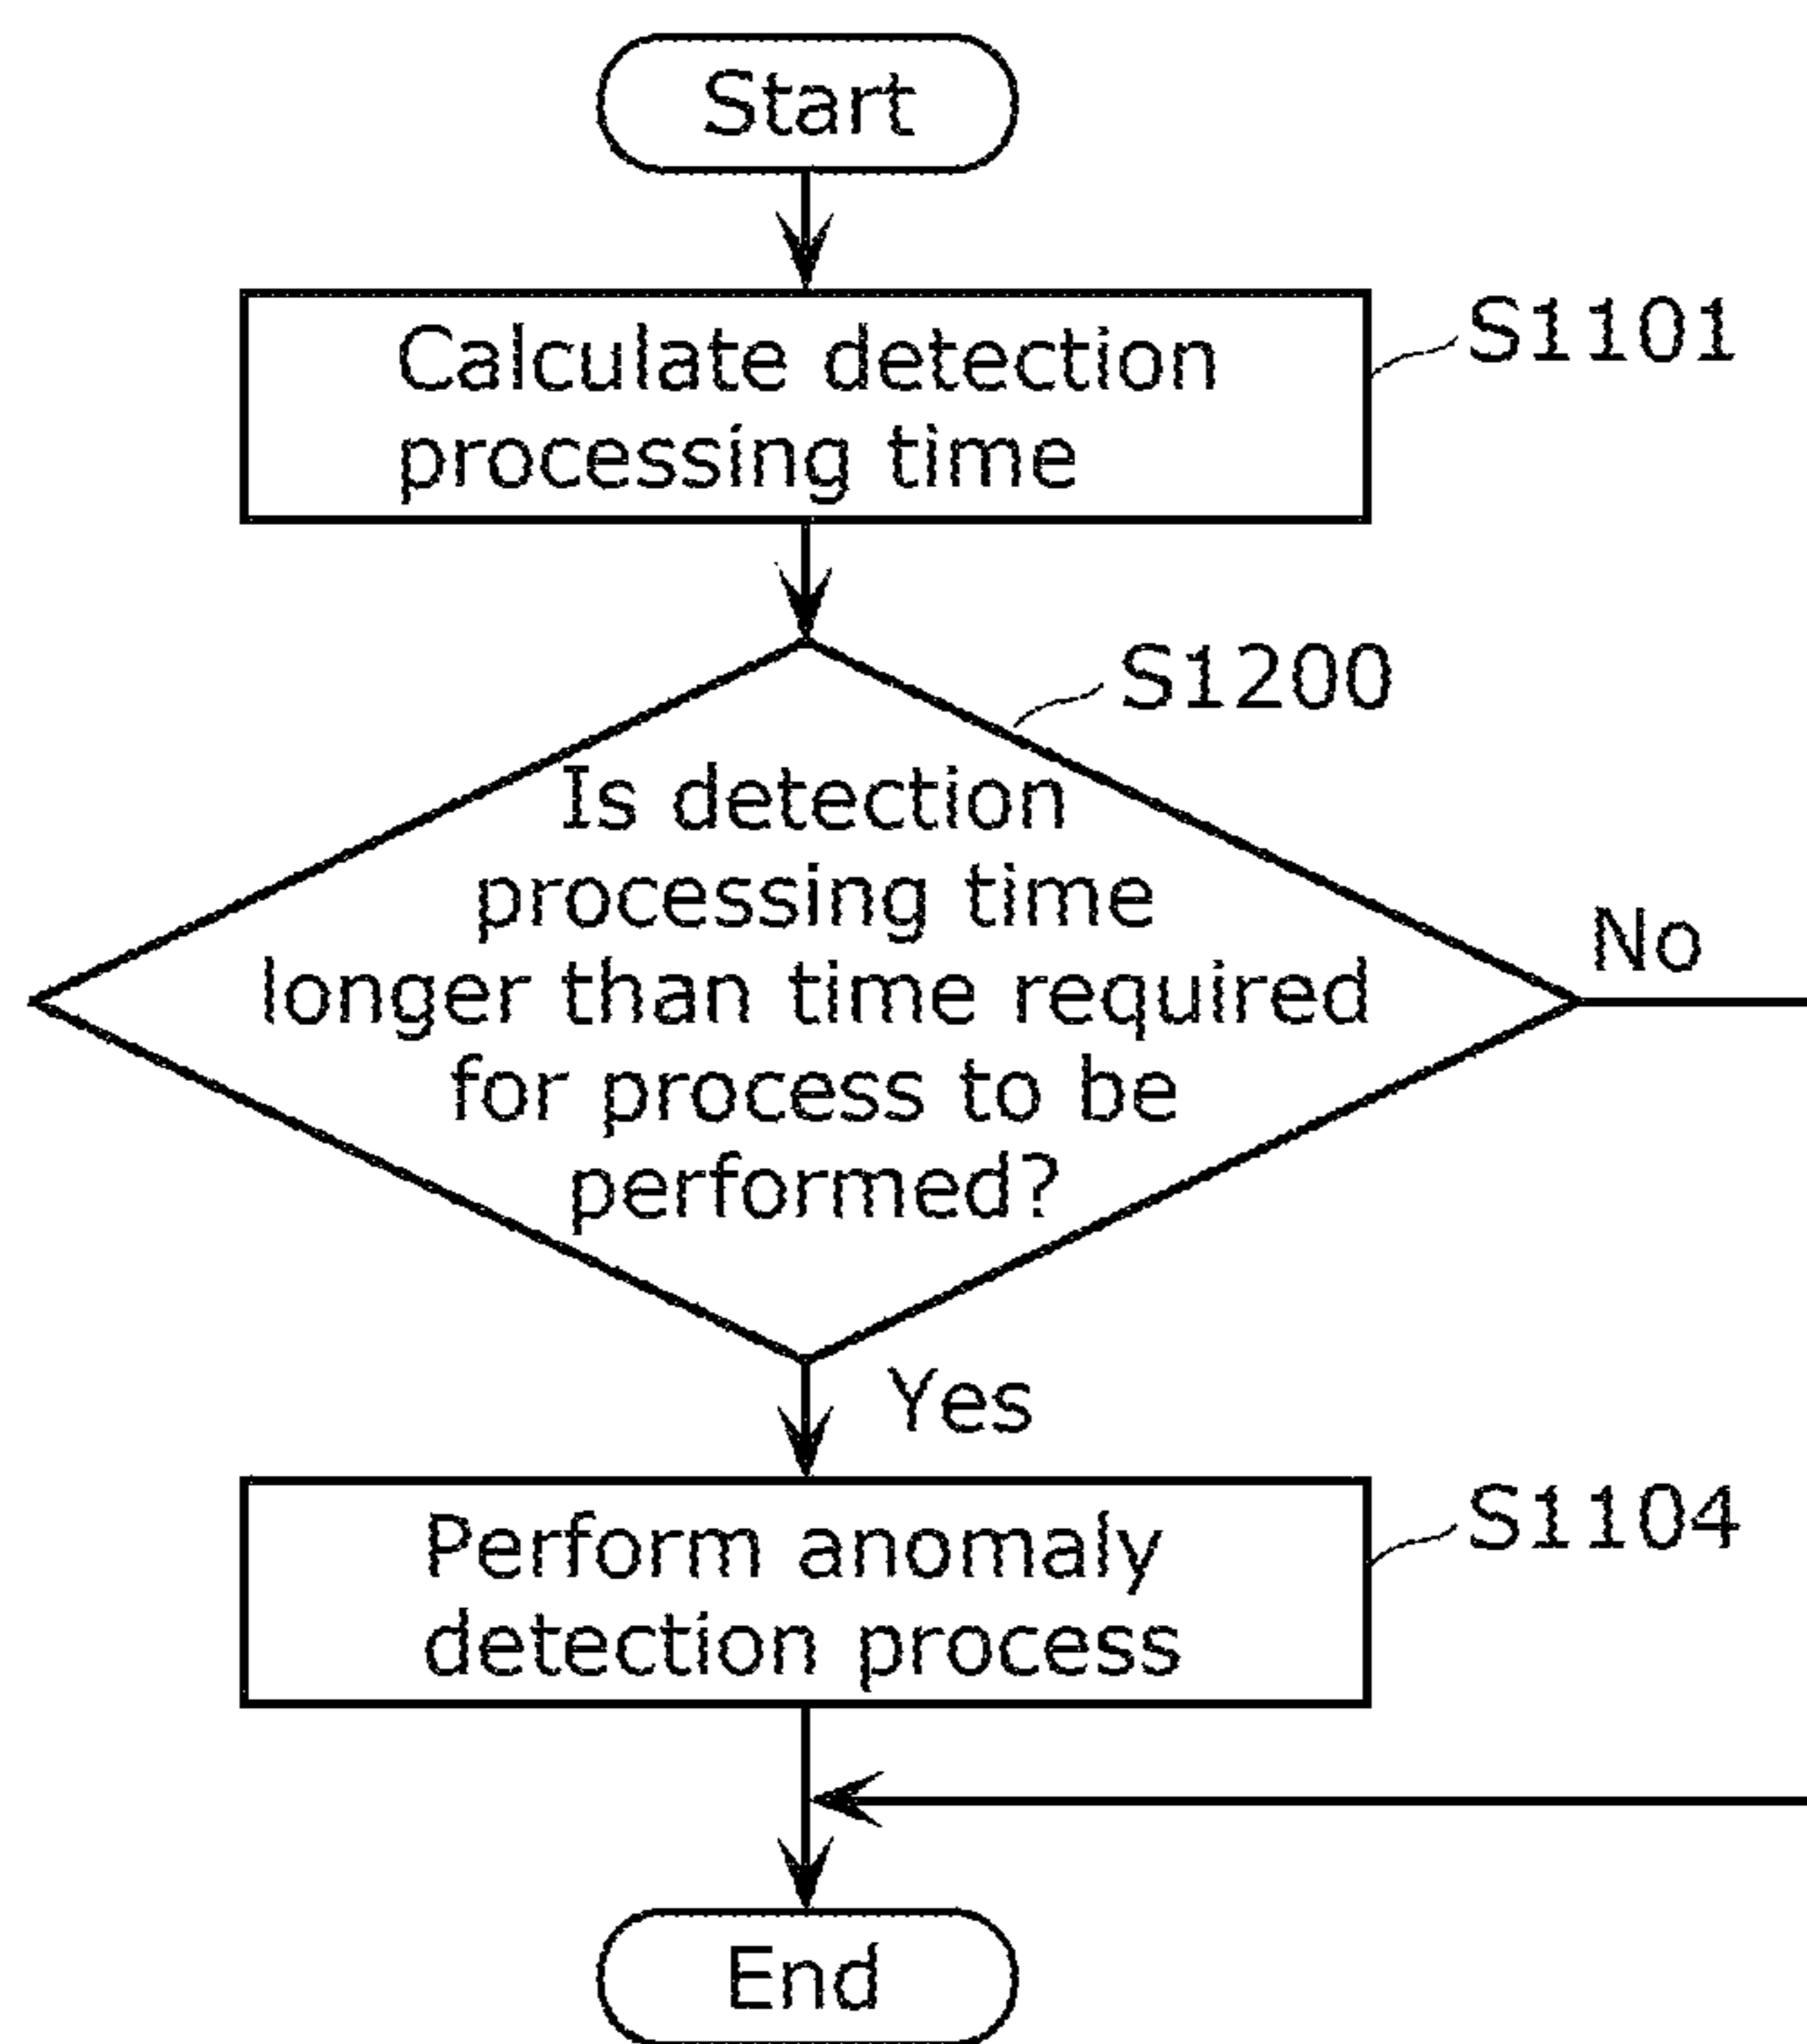 Start
Calculate detection
processing time
S1101
S1200
Is detection
processing time
longer than time required
for process to be
performed?
No
Yes
Perform anomaly
detection process
S1104
End